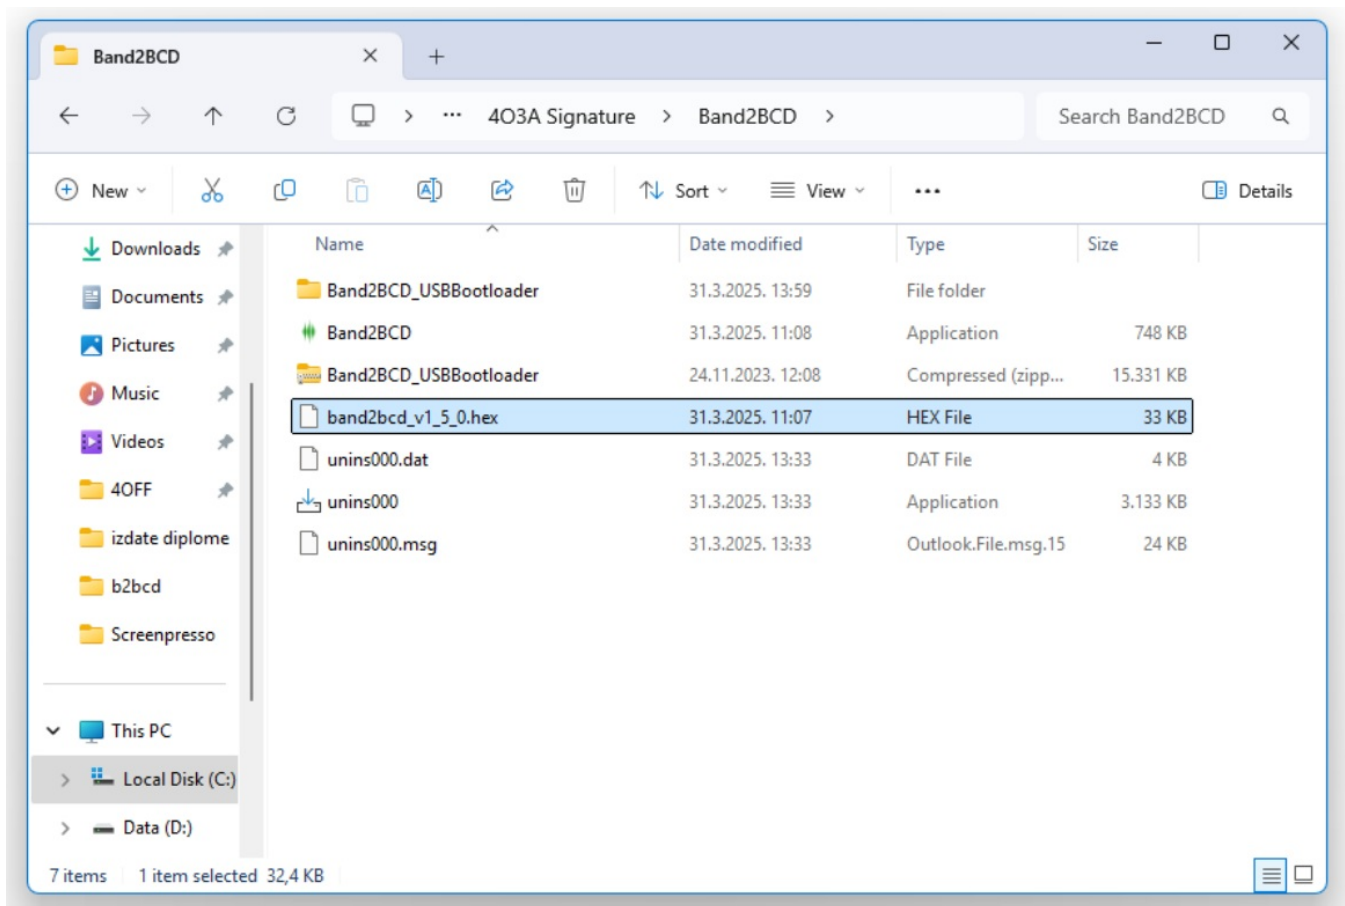 Band2BCD
4O3A Signature > Band2BCD >
Search Band2BCD
New
Sort
View
Details
Downloads
Documents
Pictures
Music
Videos
4OFF
izdate diplome
b2bcd
Screenpresso
This PC
Local Disk (C:)
Data (D:)
Name Date modified Type Size
Band2BCD_USBBootloader 31.3.2025. 13:59 File folder
Band2BCD 31.3.2025. 11:08 Application 748 KB
Band2BCD_USBBootloader 24.11.2023. 12:08 Compressed (zipp... 15.331 KB
band2bcd_v1_5_0.hex 31.3.2025. 11:07 HEX File 33 KB
unins000.dat 31.3.2025. 13:33 DAT File 4 KB
unins000 31.3.2025. 13:33 Application 3.133 KB
unins000.msg 31.3.2025. 13:33 Outlook.File.msg.15 24 KB
7 items 1 item selected 32,4 KB